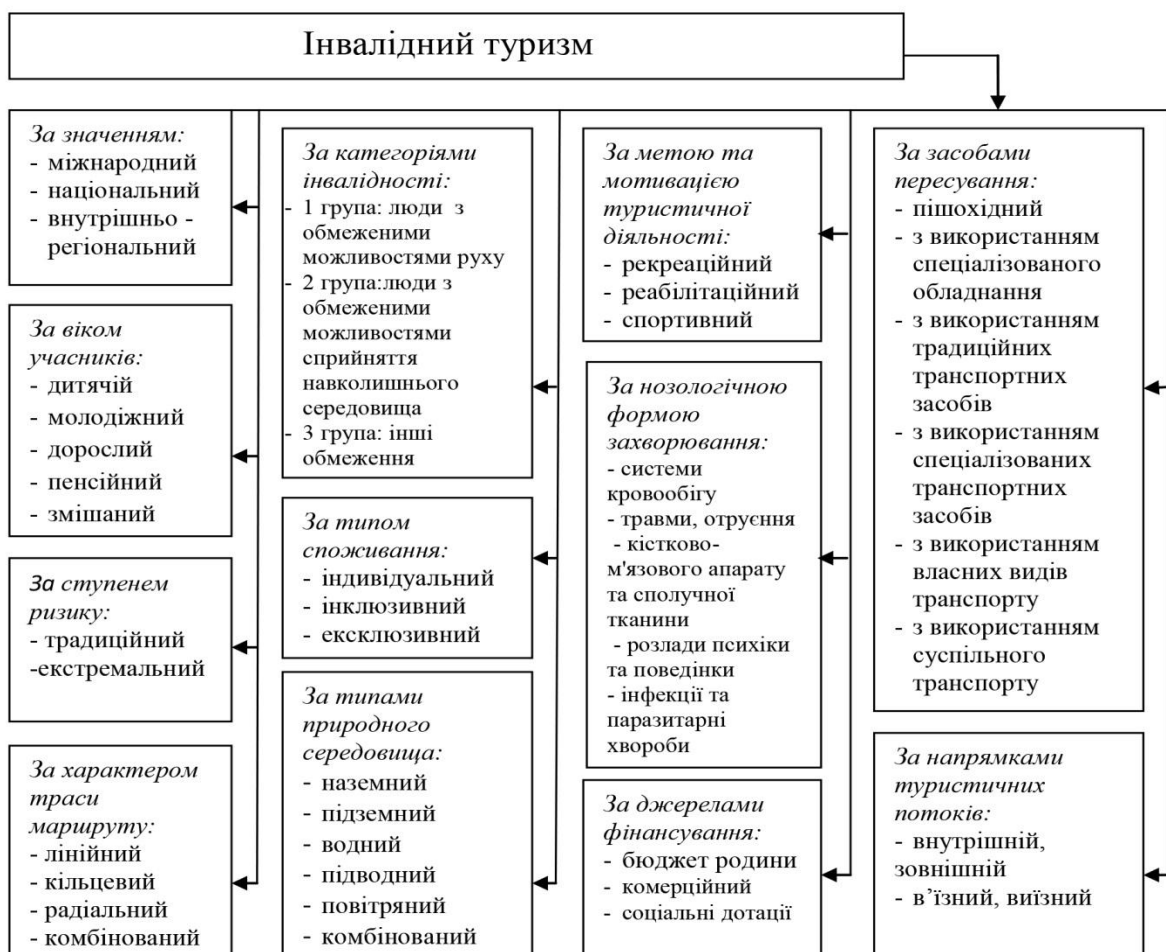 Інвалідний туризм
За значенням:
- міжнародний
- національний
- внутрішньо -
регіональний
За віком
учасників:
- дитячій
- молодіжний
- дорослий
- пенсійний
- змішаний
За ступенем
ризику:
- традиційний
-екстремальний
За характером
траси
маршруту:
- лінійний
- кільцевий
- радіальний
- комбінований
За категоріями
інвалідності:
- 1 група: люди з
обмеженими
можливостями руху
- 2 група:люди з
обмеженими
можливостями
сприйняття
навколишнього
середовища
- 3 група: інші
обмеження
За типом
споживання:
- індивідуальний
- інклюзивний
- ексклюзивний
За типами
природного
середовища:
- наземний
- підземний
- водний
- підводний
- повітряний
- комбінований
За метою та
мотивацією
туристичної
діяльності:
- рекреаційний
- реабілітаційний
- спортивний
За нозологічною
формою
захворювання:
- системи
кровообігу
- травми, отруєння
- кістково-
м'язового апарату
та сполучної
тканини
- розлади психіки
та поведінки
- інфекції та
паразитарні
хвороби
За джерелами
фінансування:
- бюджет родини
- комерційний
- соціальні дотації
За засобами
пересування:
- пішохідний
- з використанням
спеціалізованого
обладнання
- з використанням
традиційних
транспортних
засобів
- з використанням
спеціалізованих
транспортних
засобів
- з використанням
власних видів
транспорту
- з використанням
суспільного
транспорту
За напрямками
туристичних
потоків:
- внутрішній,
зовнішній
- в’їзний, виїзний